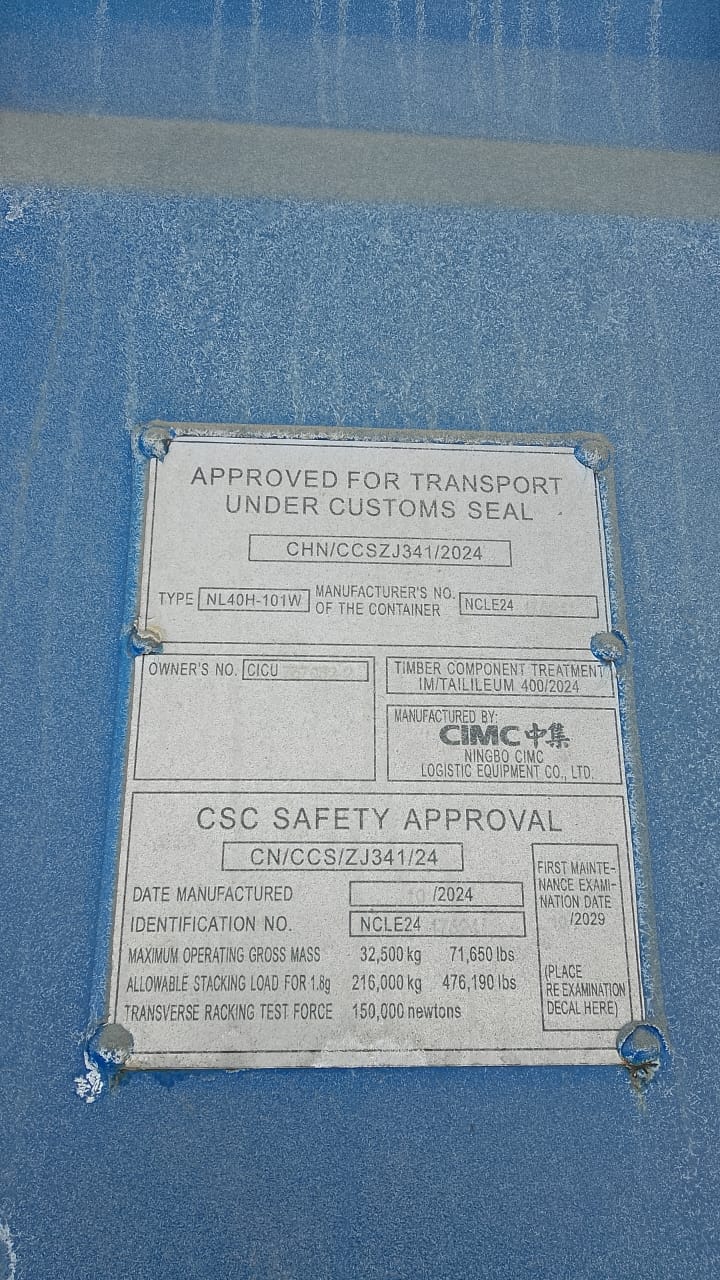 APPROVED FOR TRANSPORT
UNDER CUSTOMS SEAL
CHN/CCSZJ341/2024
TYPE NL40H-101W
MANUFACTURER'S NO.
OF THE CONTAINER
NCLE24
OWNER'S NO. CICU
TIMBER COMPONENT TREATMENT
IM/TAILILEUM 400/2024
MANUFACTURED BY:
CIMC 中集
NINGBO CIMC
LOGISTIC EQUIPMENT CO., LTD.
CSC SAFETY APPROVAL
CN/CCS/ZJ341/24
DATE MANUFACTURED /2024
IDENTIFICATION NO. NCLE24
MAXIMUM OPERATING GROSS MASS 32,500 kg 71,650 lbs
ALLOWABLE STACKING LOAD FOR 1.8g 216,000 kg 476,190 lbs
TRANSVERSE RACKING TEST FORCE 150,000 newtons
FIRST MAINTE-
NANCE EXAMI-
NATION DATE
/2029
(PLACE
RE EXAMINATION
DECAL HERE)